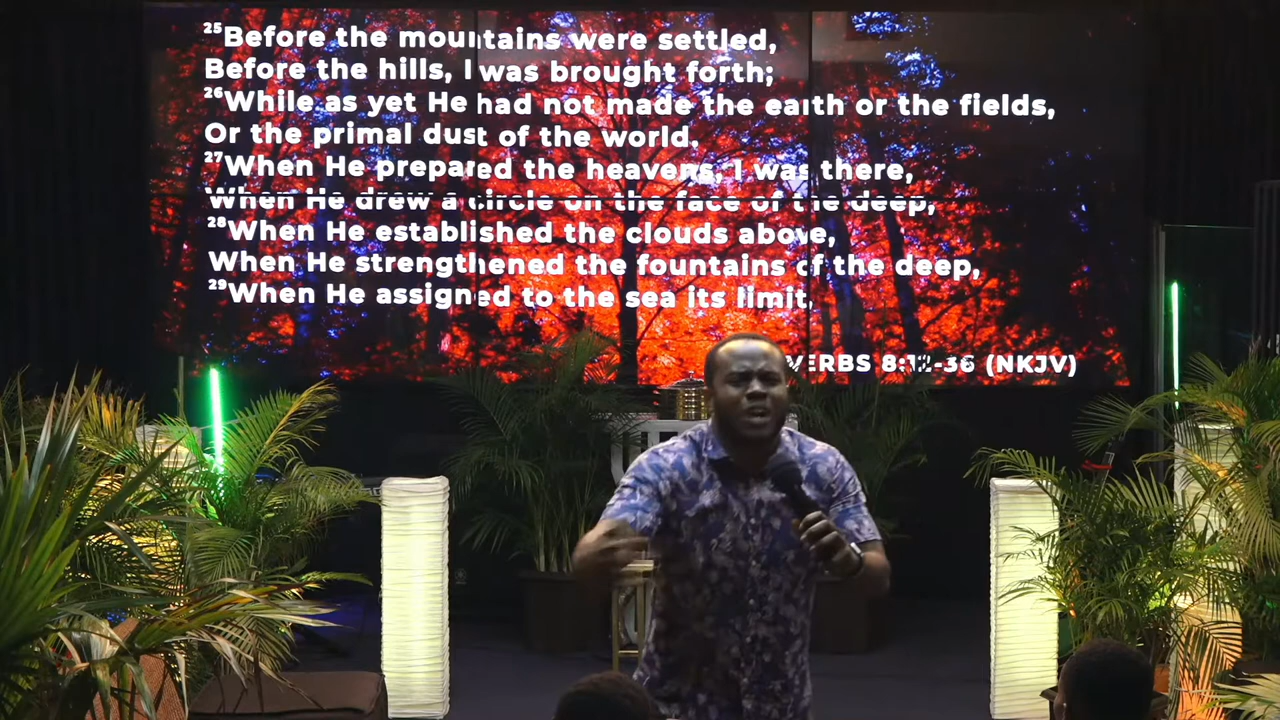 ²⁵Before the mountains were settled,
Before the hills, I was brought forth;
²⁶While as yet He had not made the earth or the fields,
Or the primal dust of the world.
²⁷When He prepared the heavens, I was there,
When He drew a circle on the face of the deep,
²⁸When He established the clouds above,
When He strengthened the fountains of the deep,
²⁹When He assigned to the sea its limit,
VERBS 8:12-36 (NKJV)